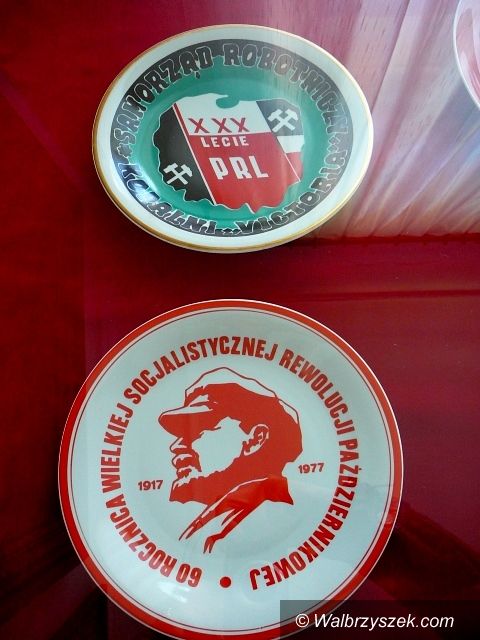 SAMORZĄD ROBOTNICZY
KOPALNI "VICTORIA"
XXX
LECIE
PRL
60 ROCZNICA WIELKIEJ SOCJALISTYCZNEJ REWOLUCJI PAŹDZIERNIKOWEJ
1917 1977
© Walbrzyszek.com